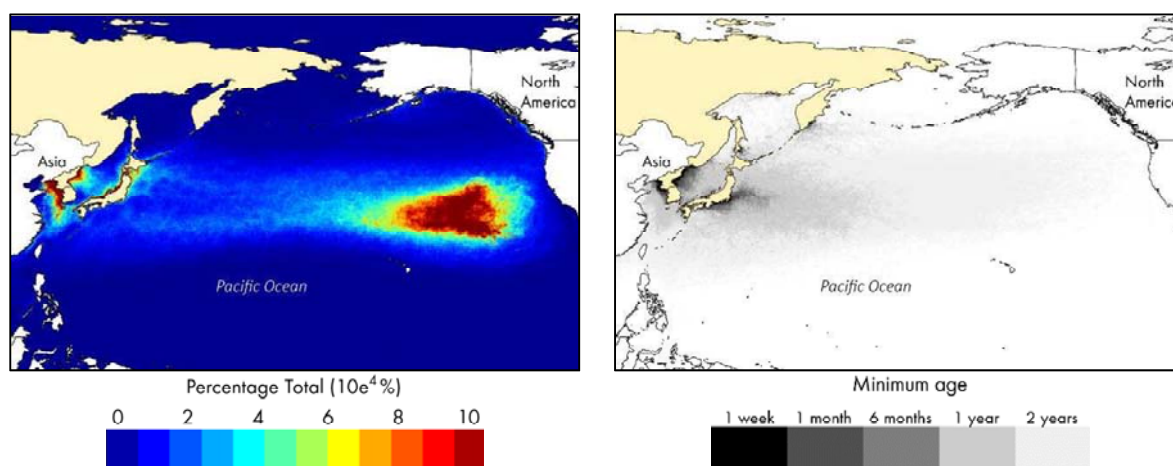 North
America
Asia
Pacific Ocean
Percentage Total (10e⁴%)
0 2 4 6 8 10
North
America
Asia
Pacific Ocean
Minimum age
1 week 1 month 6 months 1 year 2 years